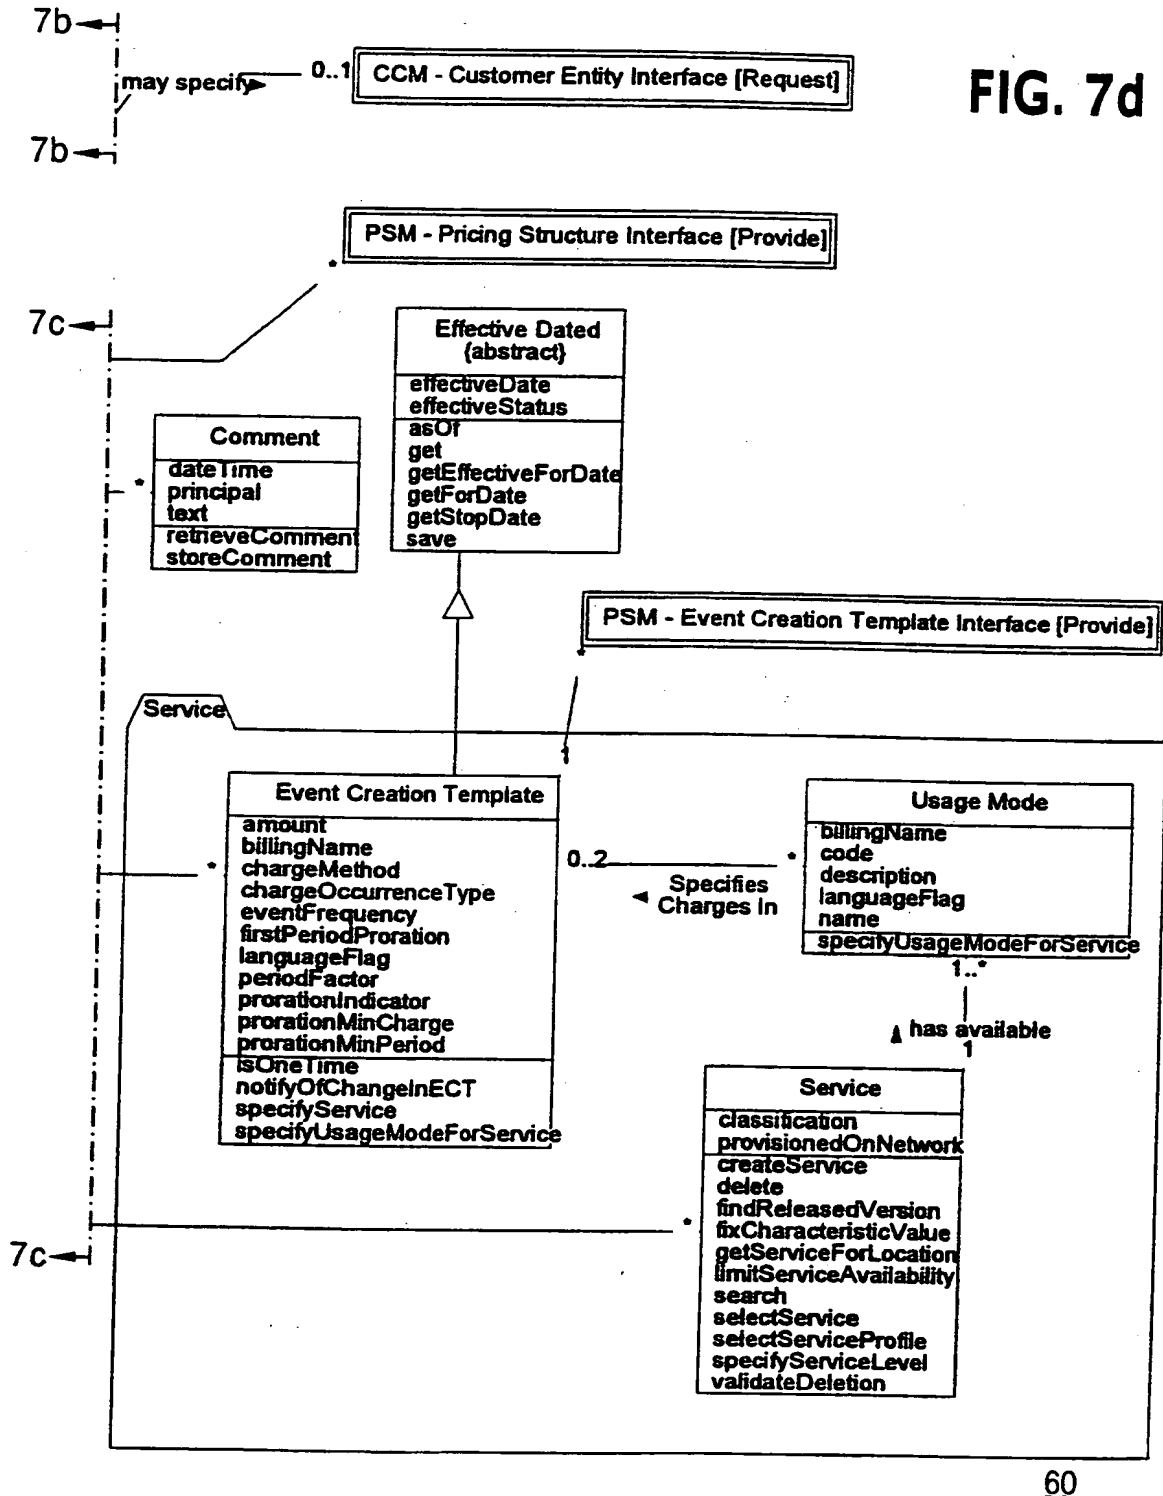 7b
may specify
0..1
CCM - Customer Entity Interface [Request]
FIG. 7d
7b
PSM - Pricing Structure Interface [Provide]
*
7c
Effective Dated
{abstract}
effectiveDate
effectiveStatus
asOf
get
getEffectiveForDate
getForDate
getStopDate
save
Comment
*
dateTime
principal
text
retrieveComment
storeComment
PSM - Event Creation Template Interface [Provide]
*
1
Service
Event Creation Template
*
amount
billingName
chargeMethod
chargeOccurrenceType
eventFrequency
firstPeriodProration
languageFlag
periodFactor
prorationIndicator
prorationMinCharge
prorationMinPeriod
isOneTime
notifyOfChangeInECT
specifyService
specifyUsageModeForService
0..2
*
Specifies
Charges In
Usage Mode
billingName
code
description
languageFlag
name
specifyUsageModeForService
1..*
has available
1
Service
classification
provisionedOnNetwork
createService
delete
findReleasedVersion
fixCharacteristicValue
getServiceForLocation
limitServiceAvailability
search
selectService
selectServiceProfile
specifyServiceLevel
validateDeletion
*
7c
60